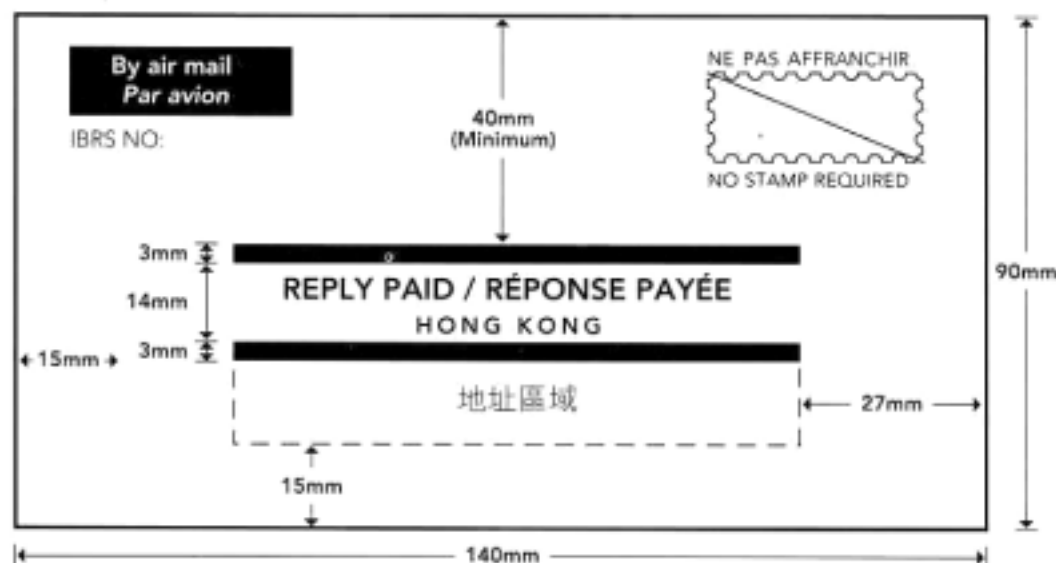 By air mail
Par avion
IBRS NO:
NE PAS AFFRANCHIR
NO STAMP REQUIRED
40mm
(Minimum)
3mm
14mm
3mm
REPLY PAID / RÉPONSE PAYÉE
HONG KONG
90mm
15mm
地址區域
27mm
15mm
140mm